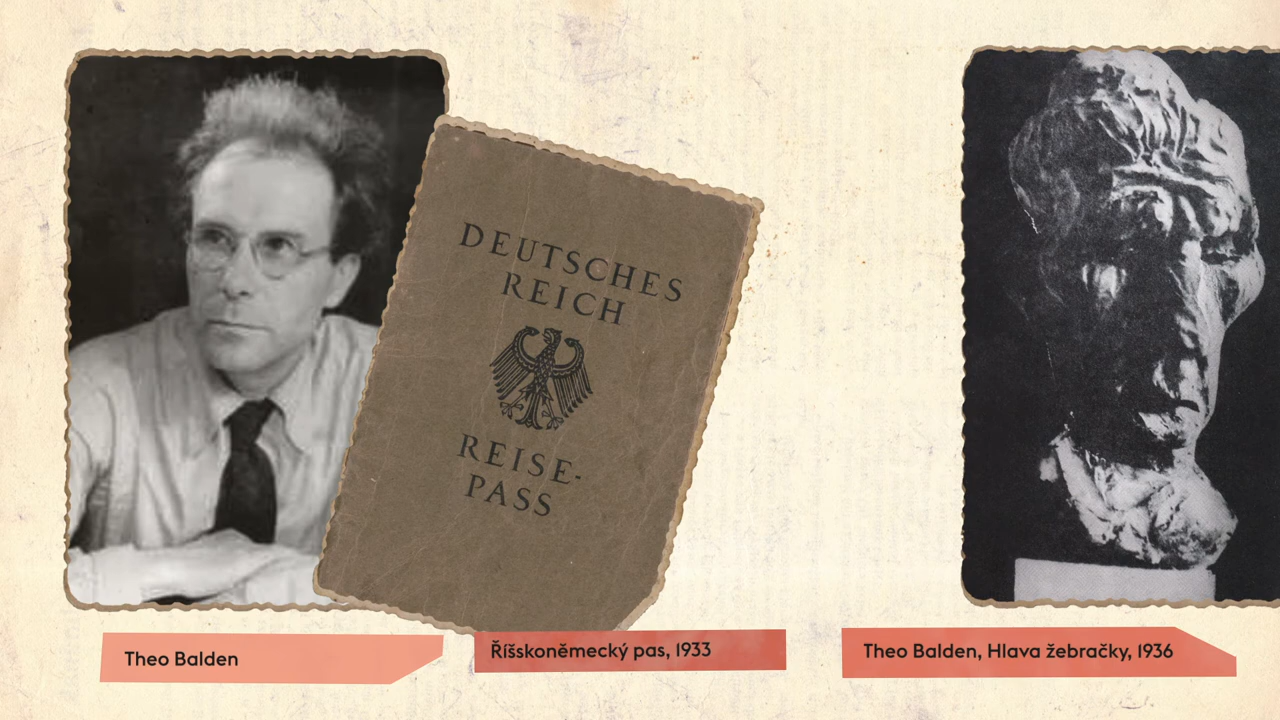 DEUTSCHES
REICH
REISE-
PASS
Theo Balden
Říšskoněmecký pas, 1933
Theo Balden, Hlava žebračky, 1936